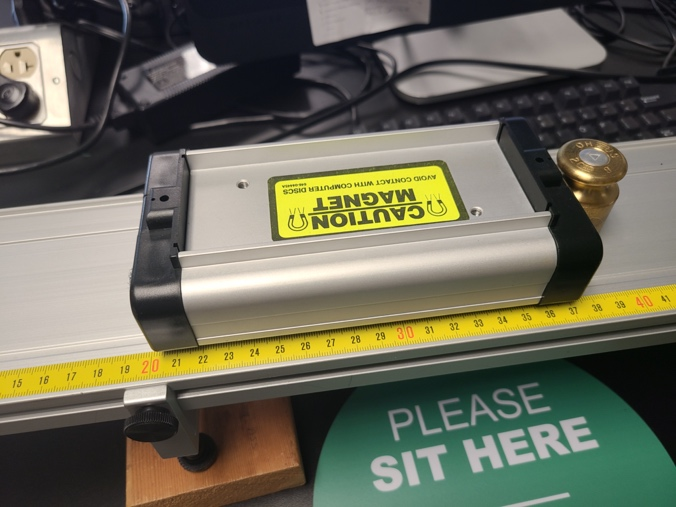 CAUTION
MAGNET
AVOID CONTACT WITH COMPUTER DISCS
15 16 17 18 19 20 21 22 23 24 25 26 27 28 29 30 31 32 33 34 35 36 37 38 39 40 41
PLEASE
SIT HERE